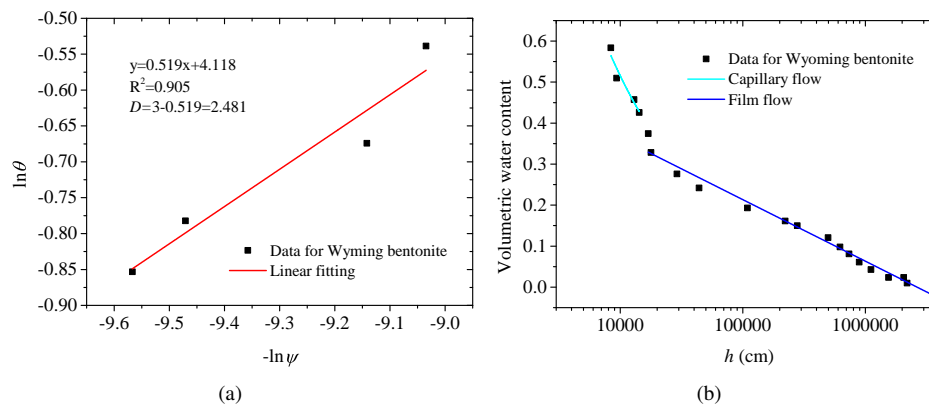 -0.50
-0.55
-0.60
-0.65
-0.70
-0.75
-0.80
-0.85
-0.90
lnθ
y=0.519x+4.118
R²=0.905
D=3-0.519=2.481
Data for Wyming bentonite
Linear fitting
-9.6 -9.5 -9.4 -9.3 -9.2 -9.1 -9.0
-lnψ
(a)
0.6
0.5
0.4
0.3
0.2
0.1
0.0
Volumetric water content
Data for Wyoming bentonite
Capillary flow
Film flow
10000 100000 1000000
h (cm)
(b)